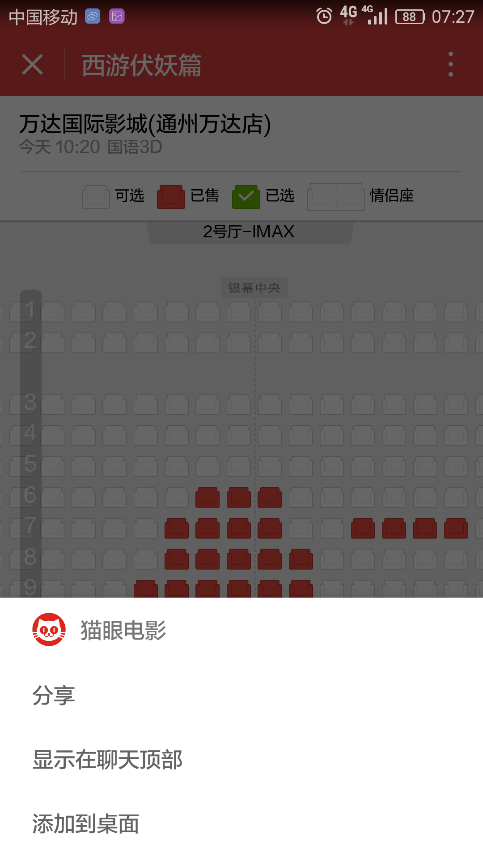 中国移动 4G 4G 88 07:27
西游伏妖篇
万达国际影城(通州万达店)
今天 10:20 国语3D
可选 已售 已选 情侣座
2号厅-IMAX
银幕中央
1
2
3
4
5
6
7
8
9
猫眼电影
分享
显示在聊天顶部
添加到桌面